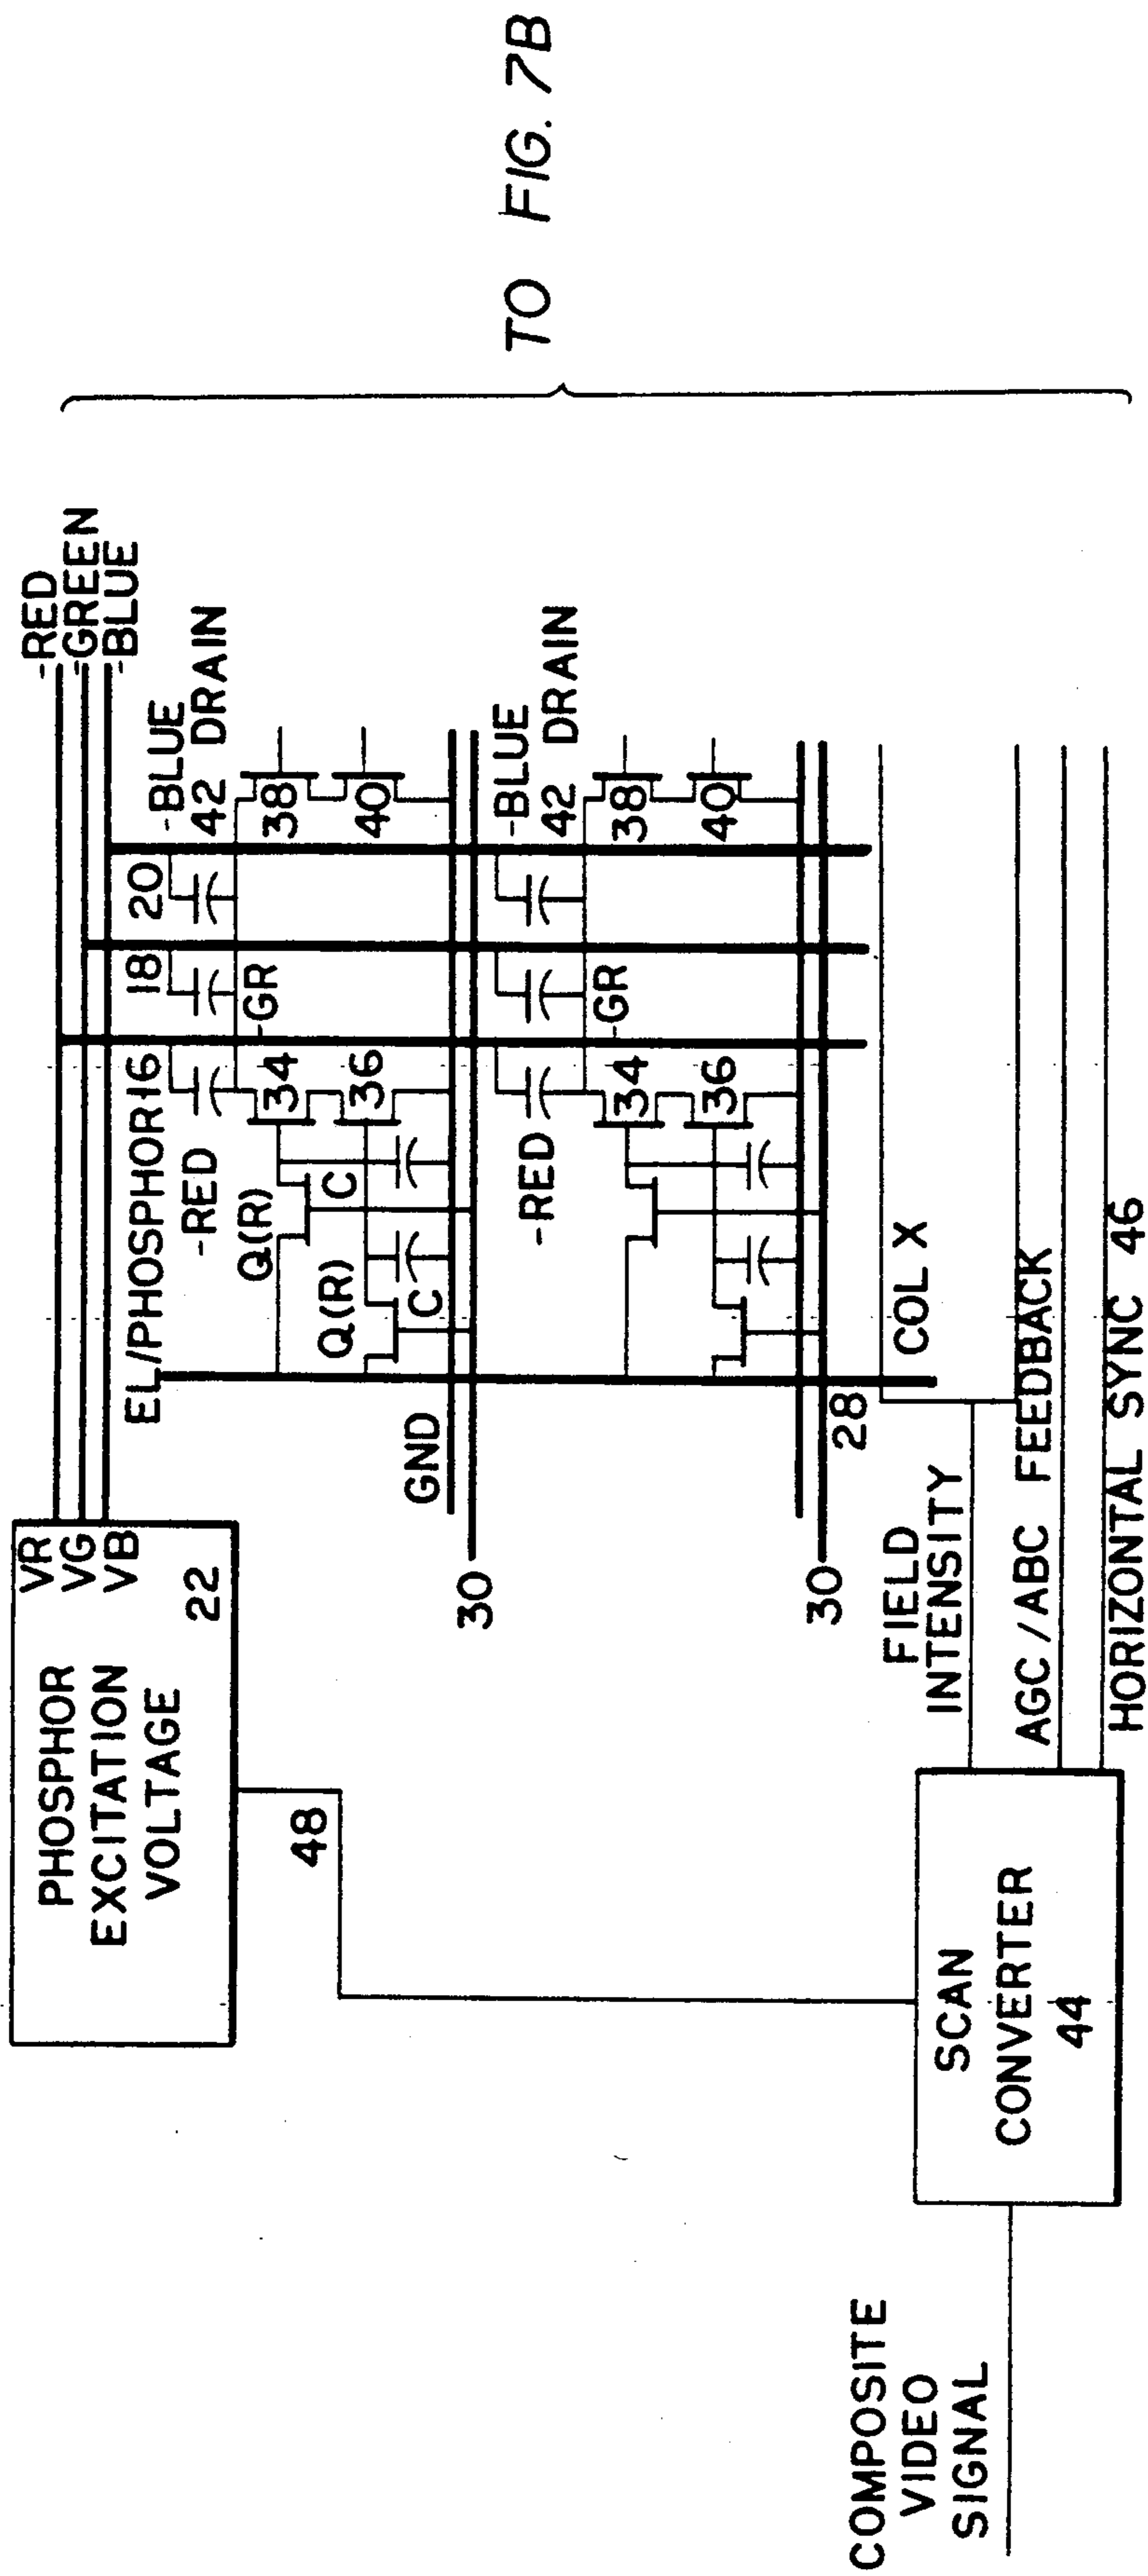 PHOSPHOR
EXCITATION
VOLTAGE
VR
VG
VB
22
-RED
-GREEN
-BLUE
48
EL/PHOSPHOR
16
18
20
-BLUE
42 DRAIN
-RED
-GR
Q(R)
C
34
36
38
40
Q(R)
C
GND
30
-BLUE
42 DRAIN
-RED
-GR
34
36
38
40
30
28
COL X
FIELD
INTENSITY
AGC/ABC FEEDBACK
HORIZONTAL SYNC 46
SCAN
CONVERTER
44
COMPOSITE
VIDEO
SIGNAL
TO FIG. 7B